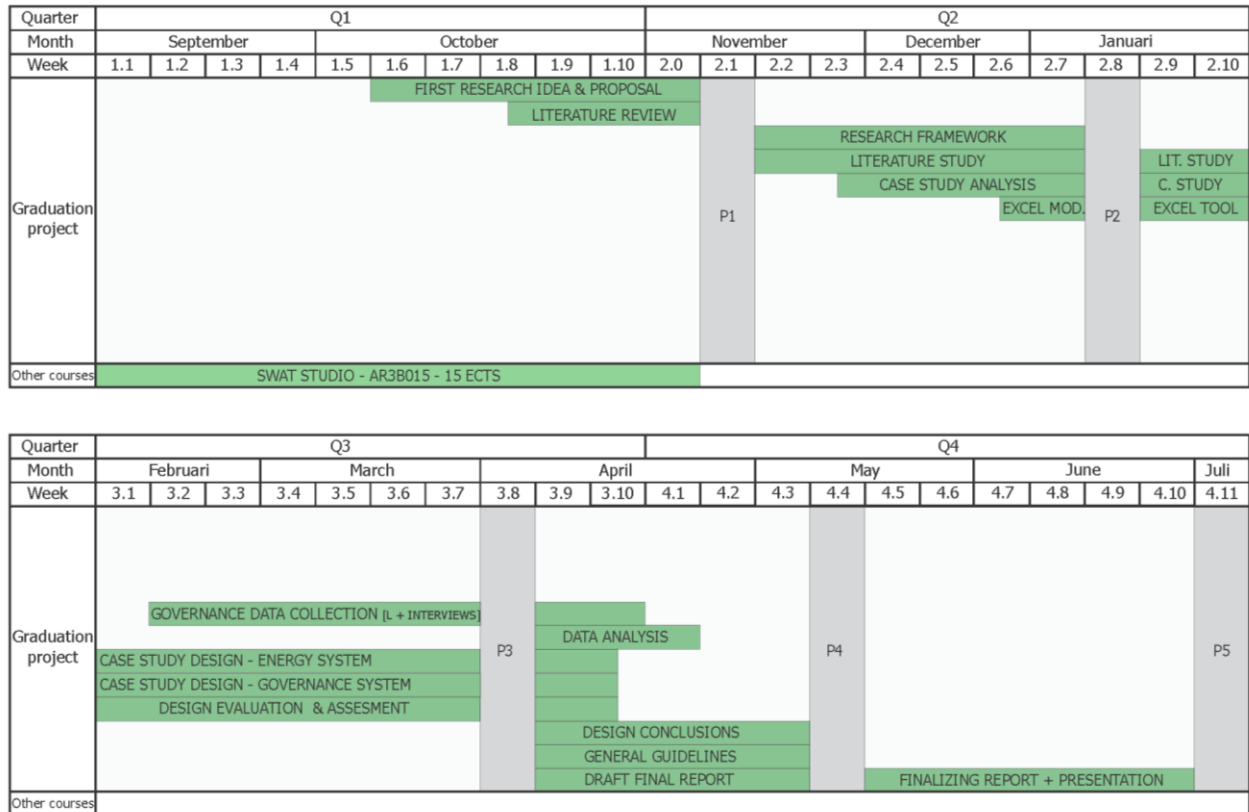 Quarter Q1 Q2
Month September October November December Januari
Week 1.1 1.2 1.3 1.4 1.5 1.6 1.7 1.8 1.9 1.10 2.0 2.1 2.2 2.3 2.4 2.5 2.6 2.7 2.8 2.9 2.10
FIRST RESEARCH IDEA & PROPOSAL
LITERATURE REVIEW
RESEARCH FRAMEWORK
LITERATURE STUDY LIT. STUDY
CASE STUDY ANALYSIS C. STUDY
Graduation project
EXCEL MOD. EXCEL TOOL
P1 P2
Other courses SWAT STUDIO - AR3B015 - 15 ECTS
Quarter Q3 Q4
Month Februari March April May June Juli
Week 3.1 3.2 3.3 3.4 3.5 3.6 3.7 3.8 3.9 3.10 4.1 4.2 4.3 4.4 4.5 4.6 4.7 4.8 4.9 4.10 4.11
GOVERNANCE DATA COLLECTION [L + INTERVIEWS]
Graduation project
DATA ANALYSIS
P3 P4 P5
CASE STUDY DESIGN - ENERGY SYSTEM
CASE STUDY DESIGN - GOVERNANCE SYSTEM
DESIGN EVALUATION & ASSESMENT
DESIGN CONCLUSIONS
GENERAL GUIDELINES
DRAFT FINAL REPORT FINALIZING REPORT + PRESENTATION
Other courses